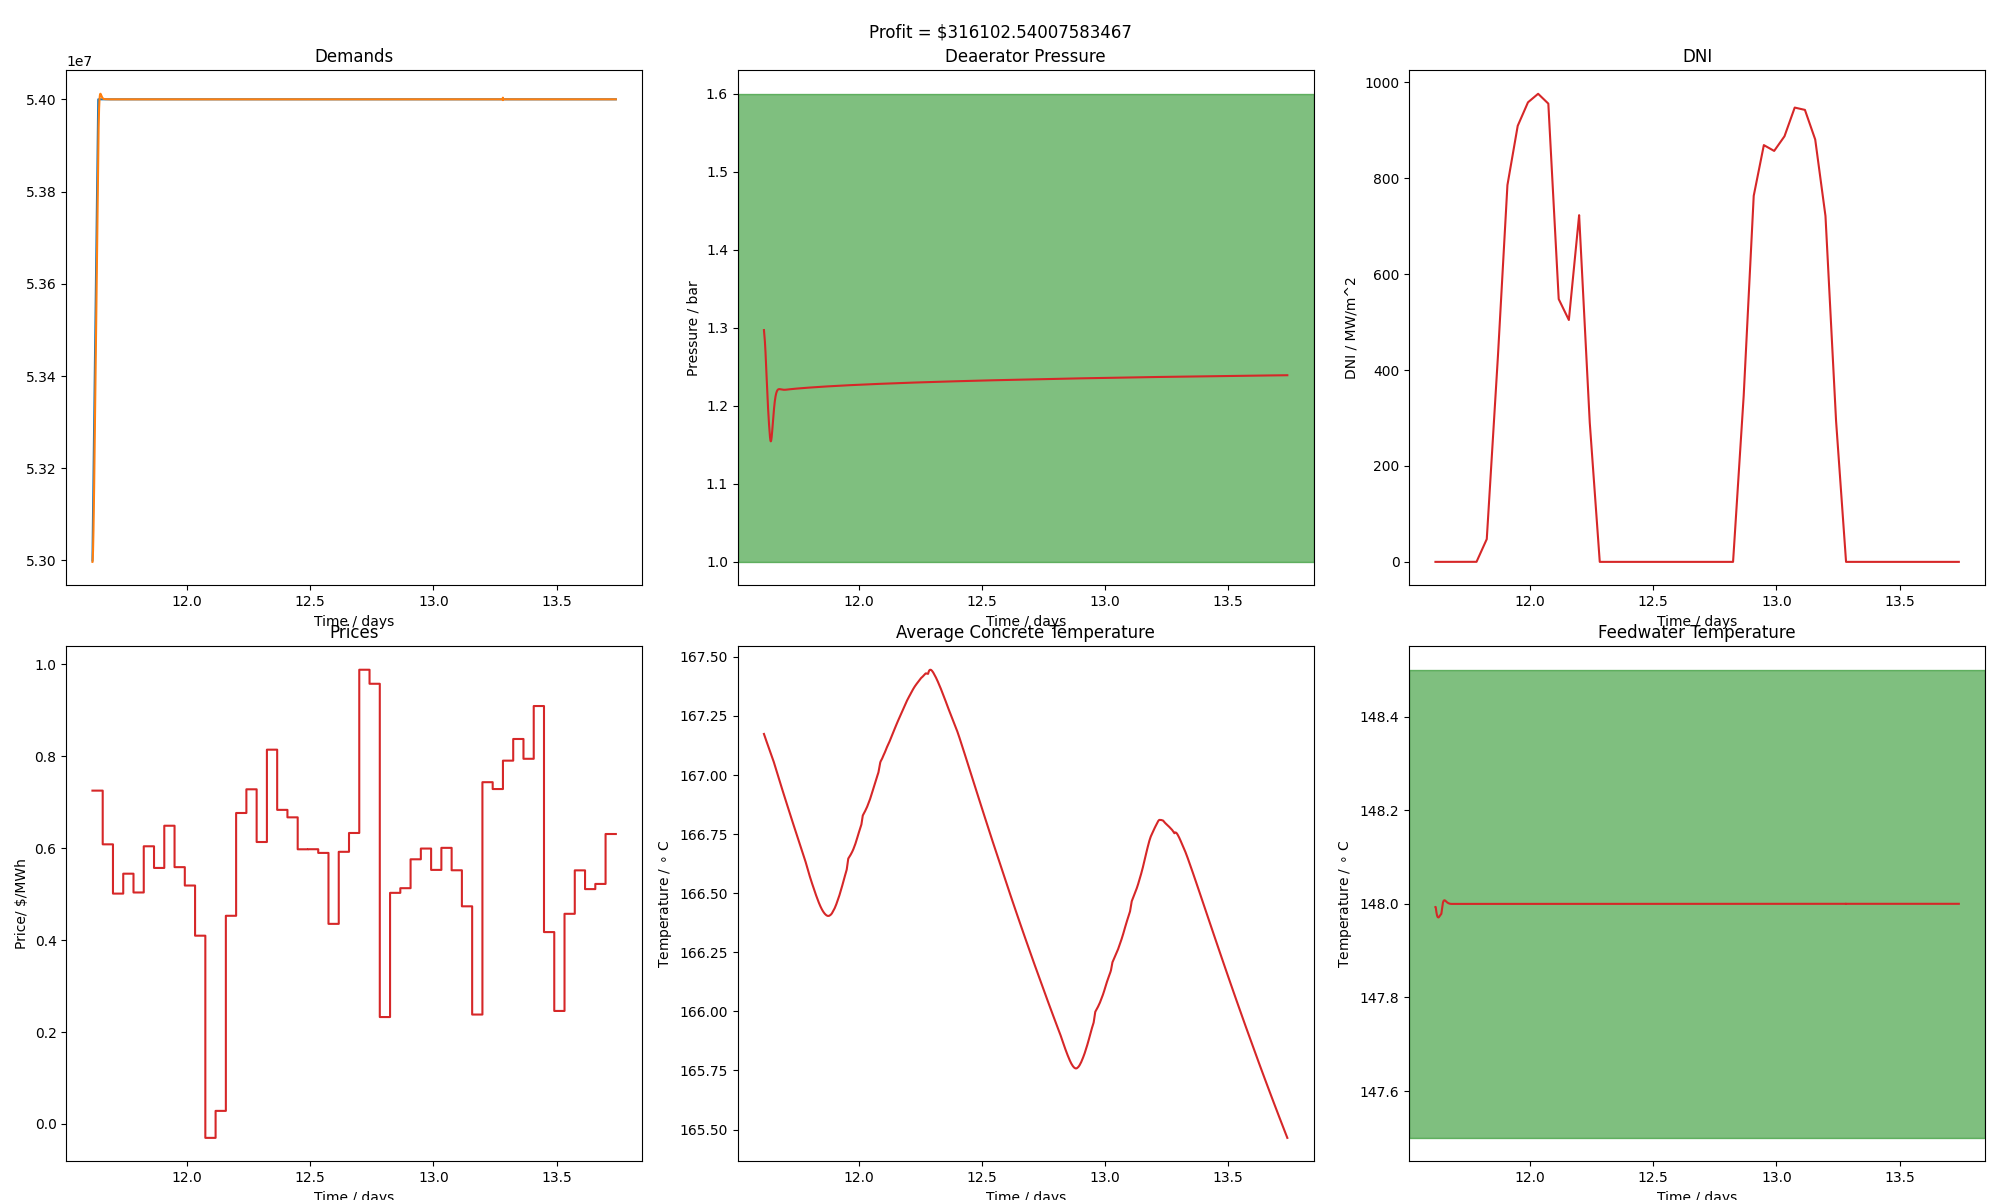 Profit = $316102.54007583467
Demands
1e7
5.40
5.38
5.36
5.34
5.32
5.30
12.0 12.5 13.0 13.5
Time / days
Deaerator Pressure
Pressure / bar
1.6
1.5
1.4
1.3
1.2
1.1
1.0
12.0 12.5 13.0 13.5
Time / days
DNI
DNI / MW/m^2
1000
800
600
400
200
0
12.0 12.5 13.0 13.5
Time / days
Prices
Price/ $/MWh
1.0
0.8
0.6
0.4
0.2
0.0
12.0 12.5 13.0 13.5
Time / days
Average Concrete Temperature
Temperature / ∘ C
167.50
167.25
167.00
166.75
166.50
166.25
166.00
165.75
165.50
12.0 12.5 13.0 13.5
Time / days
Feedwater Temperature
Temperature / ∘ C
148.4
148.2
148.0
147.8
147.6
12.0 12.5 13.0 13.5
Time / days